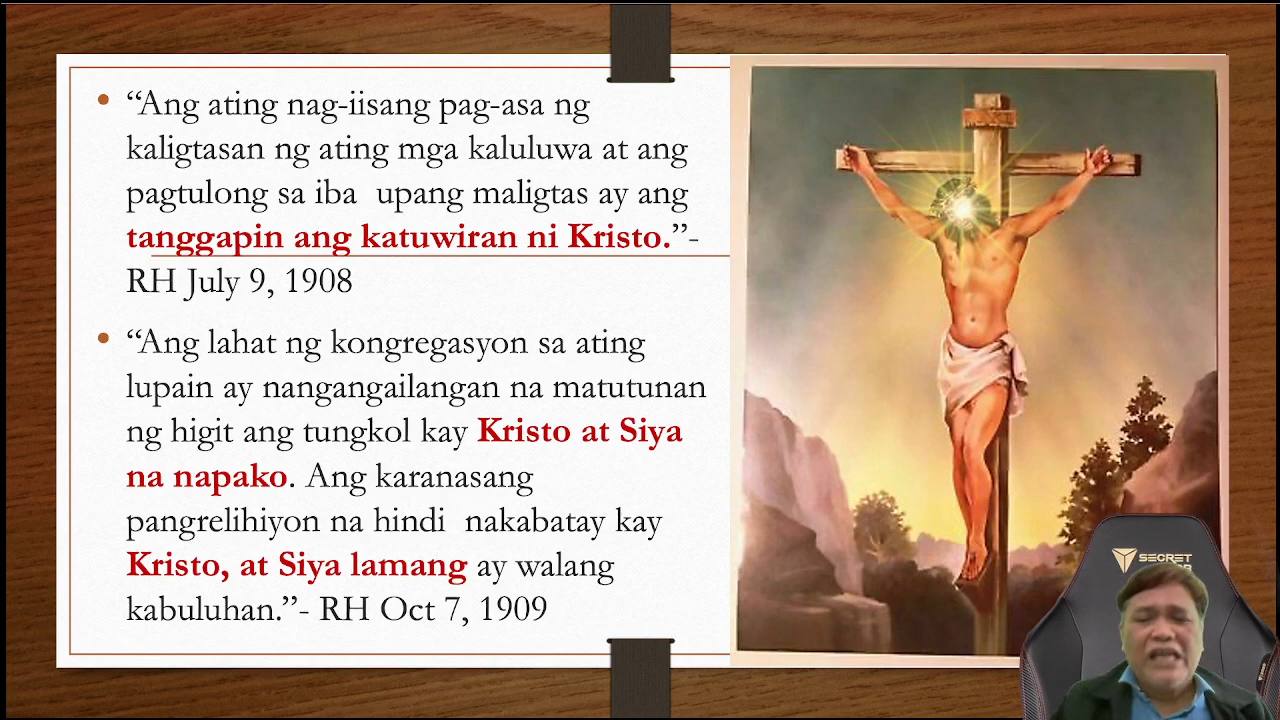 “Ang ating nag-iisang pag-asa ng
kaligtasan ng ating mga kaluluwa at ang
pagtulong sa iba upang maligtas ay ang
tanggapin ang katuwiran ni Kristo.”-
RH July 9, 1908
“Ang lahat ng kongregasyon sa ating
lupain ay nangangailangan na matutunan
ng higit ang tungkol kay Kristo at Siya
na napako. Ang karanasang
pangrelihiyon na hindi nakabatay kay
Kristo, at Siya lamang ay walang
kabuluhan.”- RH Oct 7, 1909
SECRET